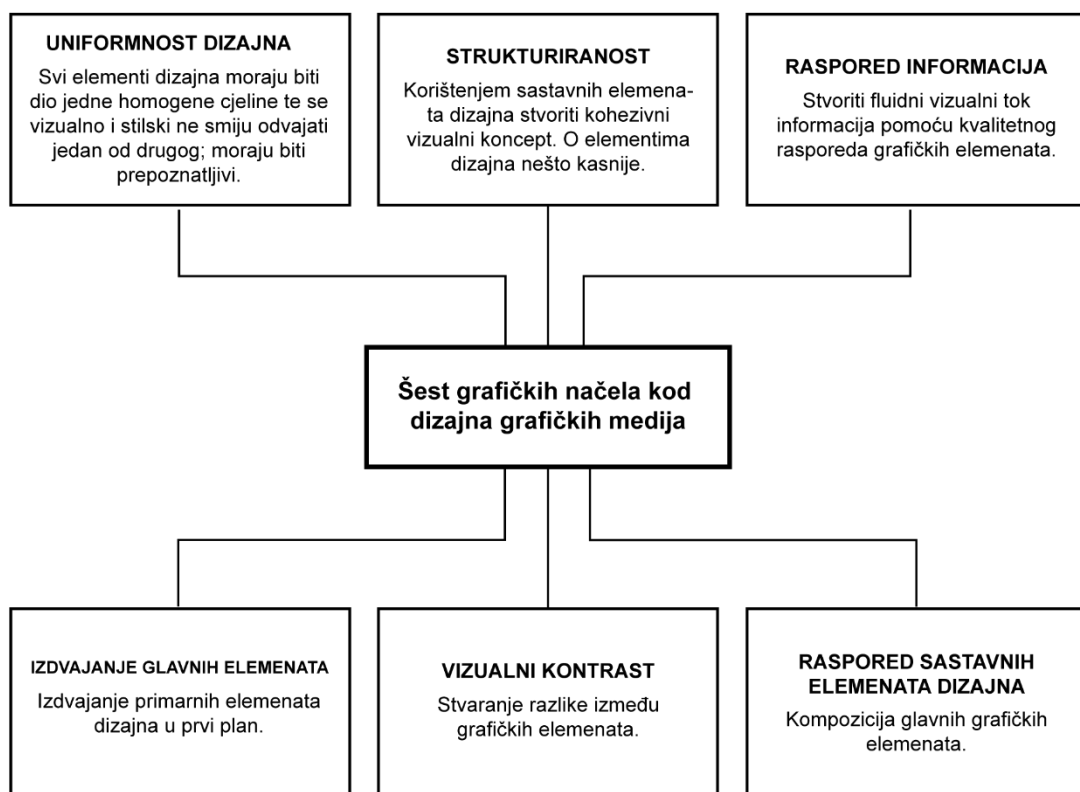 UNIFORMNOST DIZAJNA
Svi elementi dizajna moraju biti
dio jedne homogene cjeline te se
vizualno i stilski ne smiju odvajati
jedan od drugog; moraju biti
prepoznatljivi.
STRUKTURIRANOST
Korištenjem sastavnih elemena-
ta dizajna stvoriti kohezivni
vizualni koncept. O elementima
dizajna nešto kasnije.
RASPORED INFORMACIJA
Stvoriti fluidni vizualni tok
informacija pomoću kvalitetnog
rasporeda grafičkih elemenata.
Šest grafičkih načela kod
dizajna grafičkih medija
IZDVAJANJE GLAVNIH ELEMENATA
Izdvajanje primarnih elemenata
dizajna u prvi plan.
VIZUALNI KONTRAST
Stvaranje razlike između
grafičkih elemenata.
RASPORED SASTAVNIH
ELEMENATA DIZAJNA
Kompozicija glavnih grafičkih
elemenata.